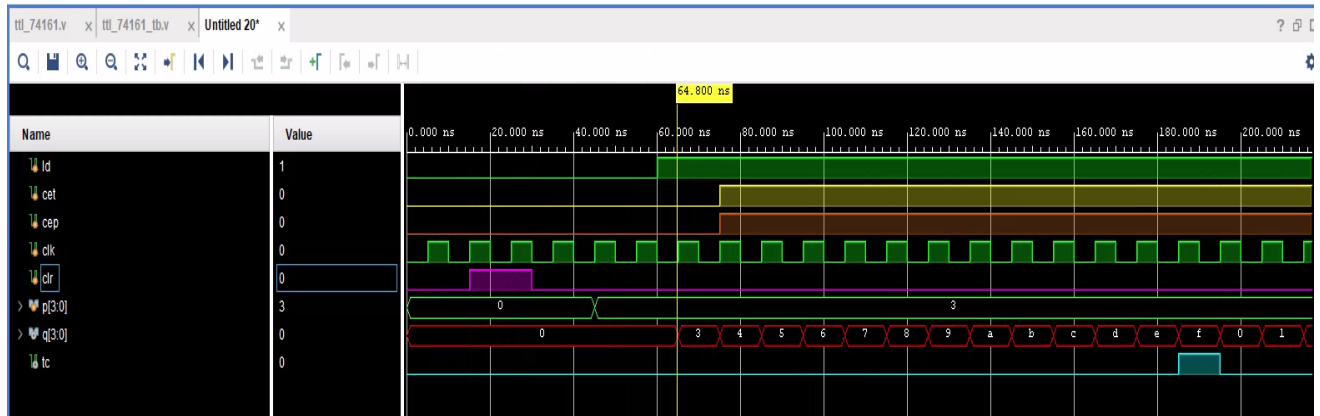 ttl_74161.v x ttl_74161_tb.v x Untitled 20* x ?
64.800 ns
Name Value 0.000 ns 20.000 ns 40.000 ns 60.000 ns 80.000 ns 100.000 ns 120.000 ns 140.000 ns 160.000 ns 180.000 ns 200.000 ns
ld 1
cet 0
cep 0
clk 0
clr 0
> p[3:0] 3 0 3
> q[3:0] 0 0 3 4 5 6 7 8 9 a b c d e f 0 1
tc 0